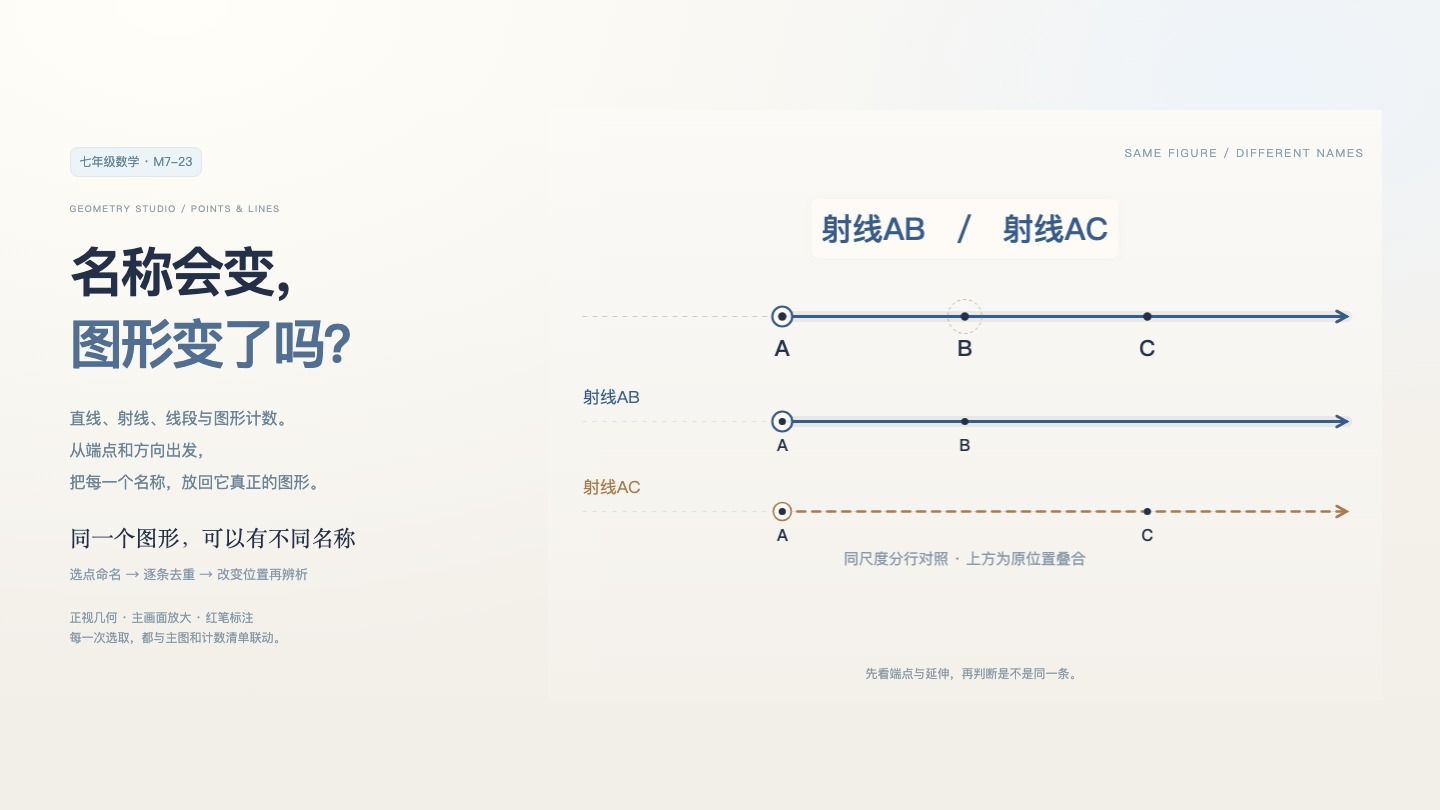 七年级数学 · M7–23
GEOMETRY STUDIO / POINTS & LINES
名称会变，
图形变了吗？
直线、射线、线段与图形计数。
从端点和方向出发，
把每一个名称，放回它真正的图形。
同一个图形，可以有不同名称
选点命名 → 逐条去重 → 改变位置再辨析
正视几何 · 主画面放大 · 红笔标注
每一次选取，都与主图和计数清单联动。
SAME FIGURE / DIFFERENT NAMES
射线AB / 射线AC
A B C
射线AB
A B
射线AC
A C
同尺度分行对照 · 上方为原位置叠合
先看端点与延伸，再判断是不是同一条。